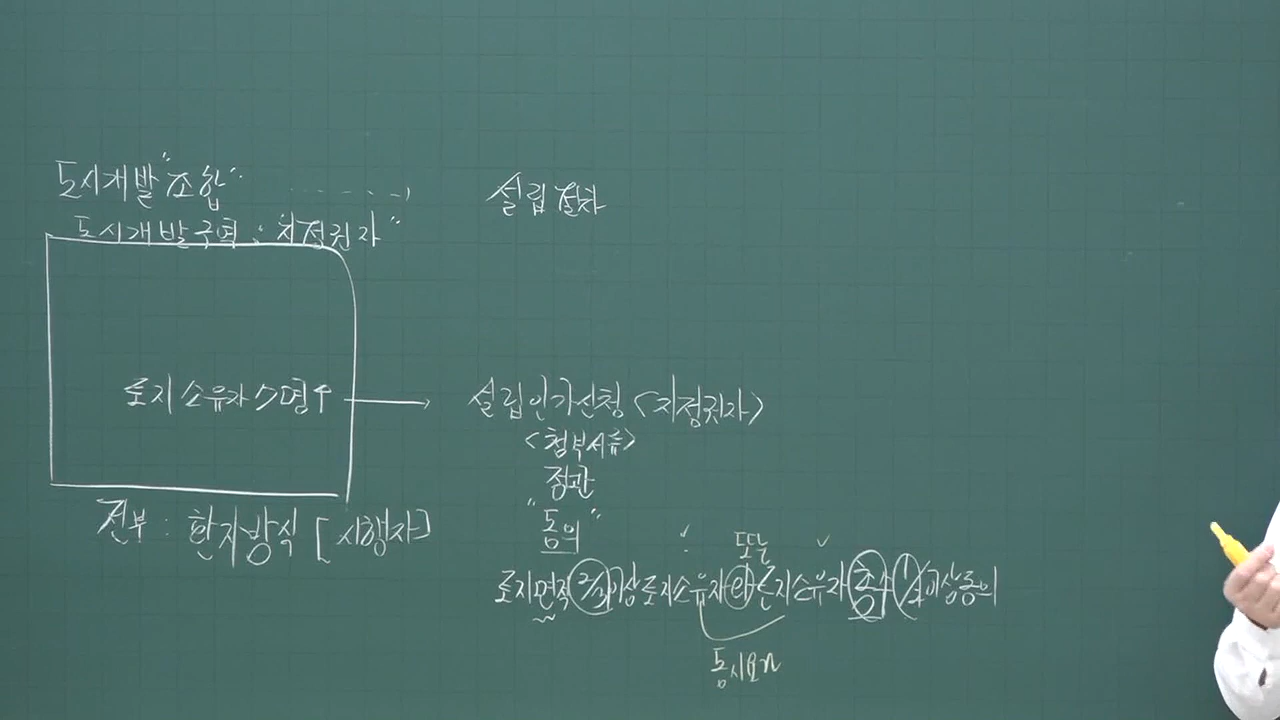 도시개발 "조합" 설립절차
도시개발구역 : 지정권자"
토지소유자 7명↑ → 설립인가신청 <지정권자>
<첨부서류>
정관
"동의"
전부 : 환지방식 [시행자]
또는
토지면적 2/3 이상 토지소유자와 토지소유자 총수 1/2 이상 동의
동시요건